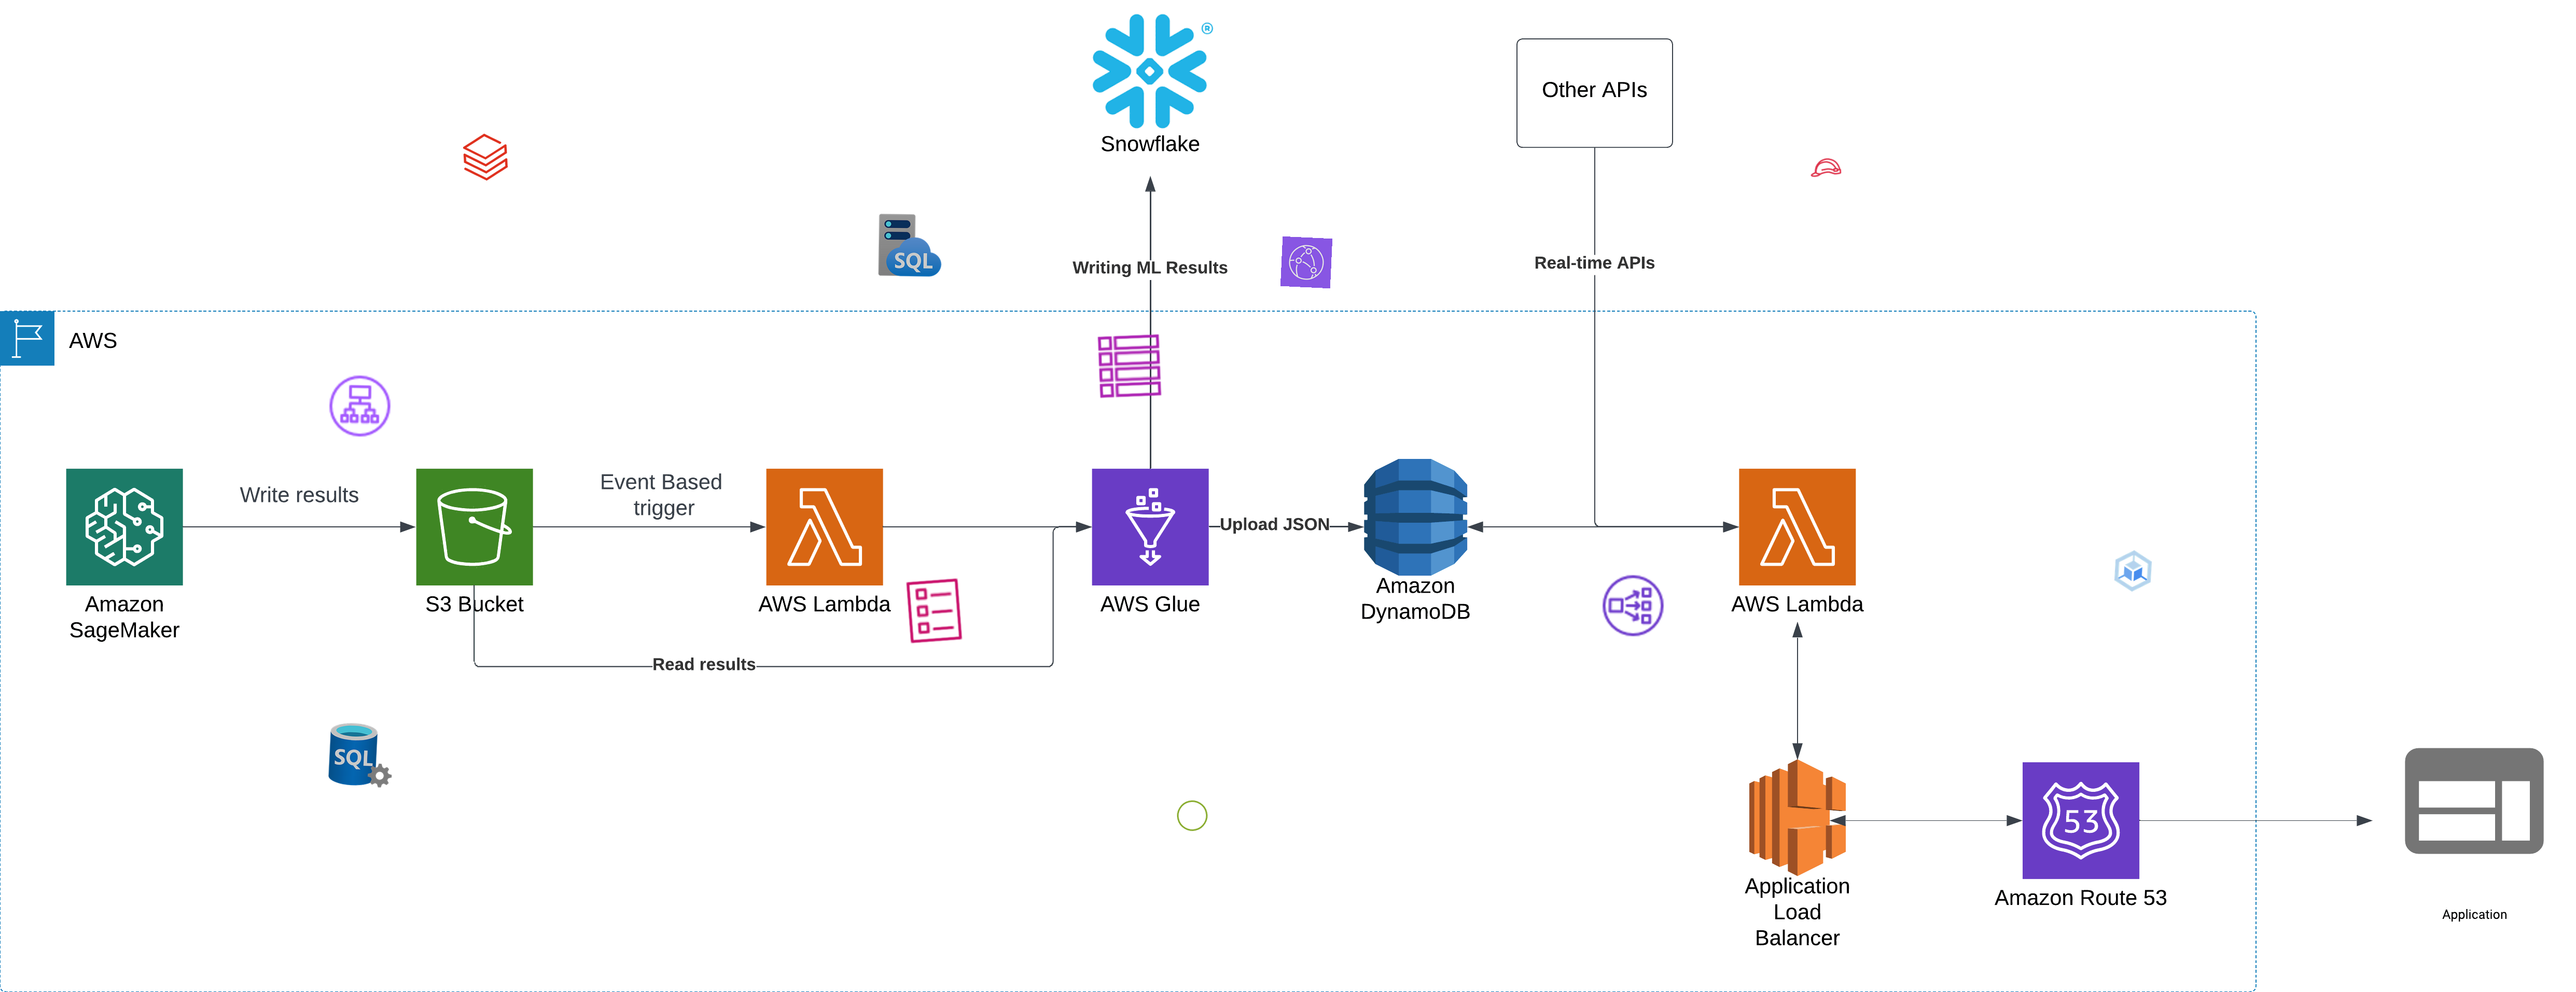 ®
Snowflake
Other APIs
Writing ML Results
Real-time APIs
SQL
AWS
Write results
Event Based
trigger
Upload JSON
Amazon
SageMaker
S3 Bucket
AWS Lambda
AWS Glue
Amazon
DynamoDB
AWS Lambda
Read results
SQL
53
Application
Load
Balancer
Amazon Route 53
Application